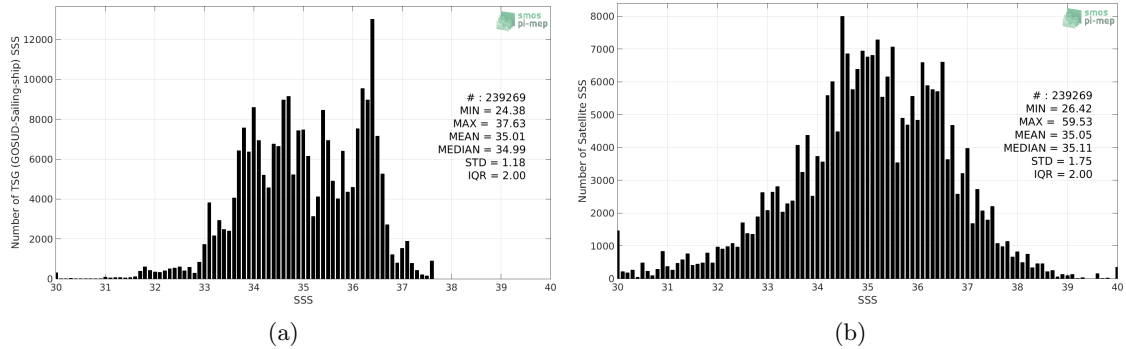 smos
pi-mep
Number of TSG (GOSUD-Sailing-ship) SSS
12000
10000
8000
6000
4000
2000
0
# : 239269
MIN = 24.38
MAX = 37.63
MEAN = 35.01
MEDIAN = 34.99
STD = 1.18
IQR = 2.00
30 31 32 33 34 35 36 37 38 39 40
SSS
(a)
smos
pi-mep
Number of Satellite SSS
8000
7000
6000
5000
4000
3000
2000
1000
0
# : 239269
MIN = 26.42
MAX = 59.53
MEAN = 35.05
MEDIAN = 35.11
STD = 1.75
IQR = 2.00
30 31 32 33 34 35 36 37 38 39 40
SSS
(b)